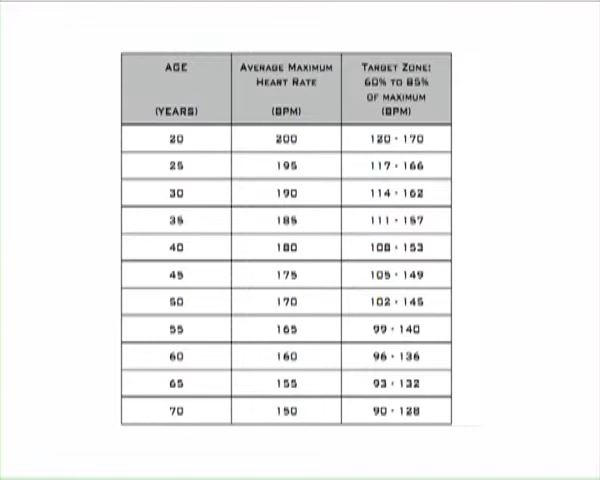 AGE (YEARS) AVERAGE MAXIMUM HEART RATE (BPM) TARGET ZONE: 60% TO 85% OF MAXIMUM (BPM)
20 200 120 - 170
25 195 117 - 166
30 190 114 - 162
35 185 111 - 157
40 180 108 - 153
45 175 105 - 149
50 170 102 - 145
55 165 99 - 140
60 160 96 - 136
65 155 93 - 132
70 150 90 - 128